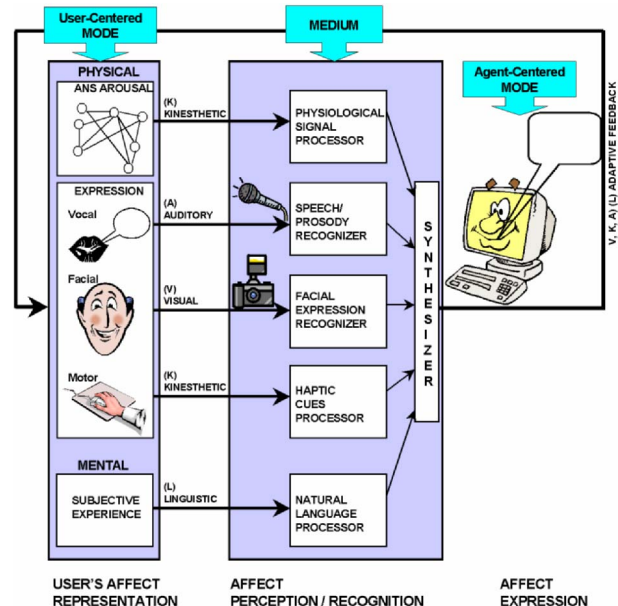 User-Centered
MODE
MEDIUM
Agent-Centered
MODE
PHYSICAL
ANS AROUSAL
(K)
KINESTHETIC
PHYSIOLOGICAL
SIGNAL
PROCESSOR
EXPRESSION
Vocal
(A)
AUDITORY
SPEECH/
PROSODY
RECOGNIZER
Facial
(V)
VISUAL
FACIAL
EXPRESSION
RECOGNIZER
Motor
(K)
KINESTHETIC
HAPTIC
CUES
PROCESSOR
MENTAL
SUBJECTIVE
EXPERIENCE
(L)
LINGUISTIC
NATURAL
LANGUAGE
PROCESSOR
SYNTHESIZER
V, K, A) (L) ADAPTIVE FEEDBACK
USER'S AFFECT
REPRESENTATION
AFFECT
PERCEPTION / RECOGNITION
AFFECT
EXPRESSION